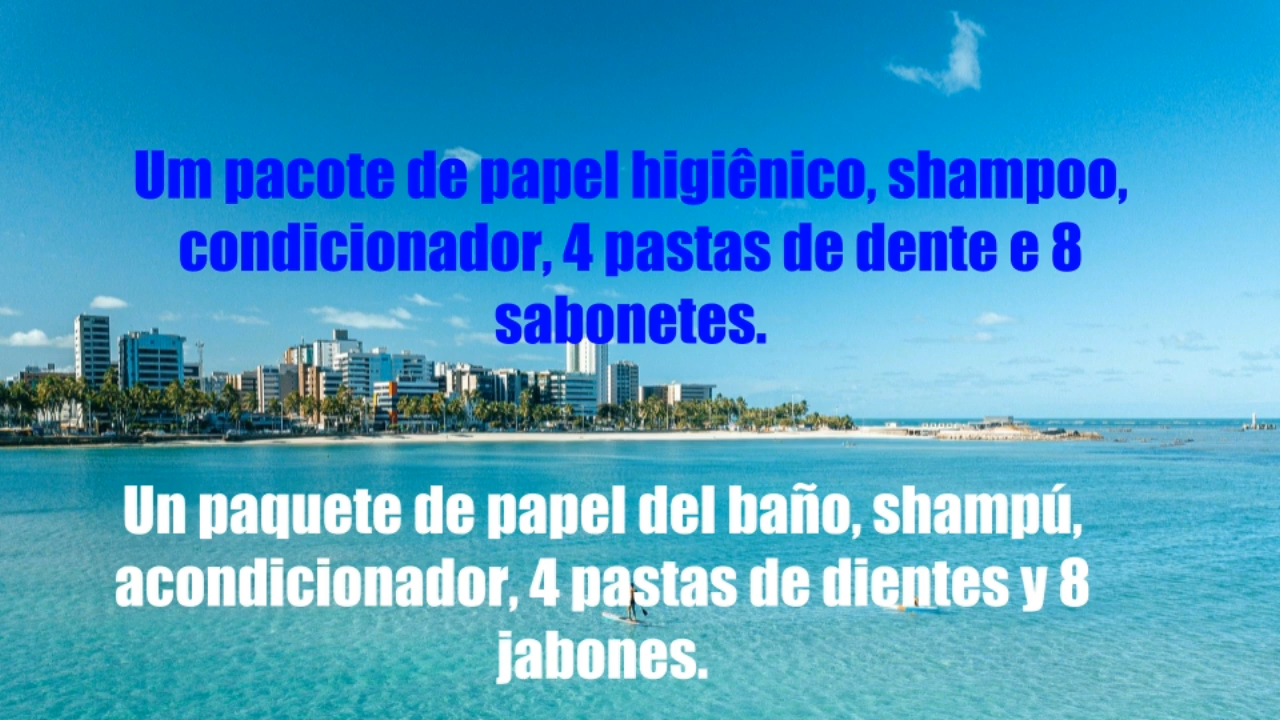 Um pacote de papel higiênico, shampoo,
condicionador, 4 pastas de dente e 8
sabonetes.
Un paquete de papel del baño, shampú,
acondicionador, 4 pastas de dientes y 8
jabones.